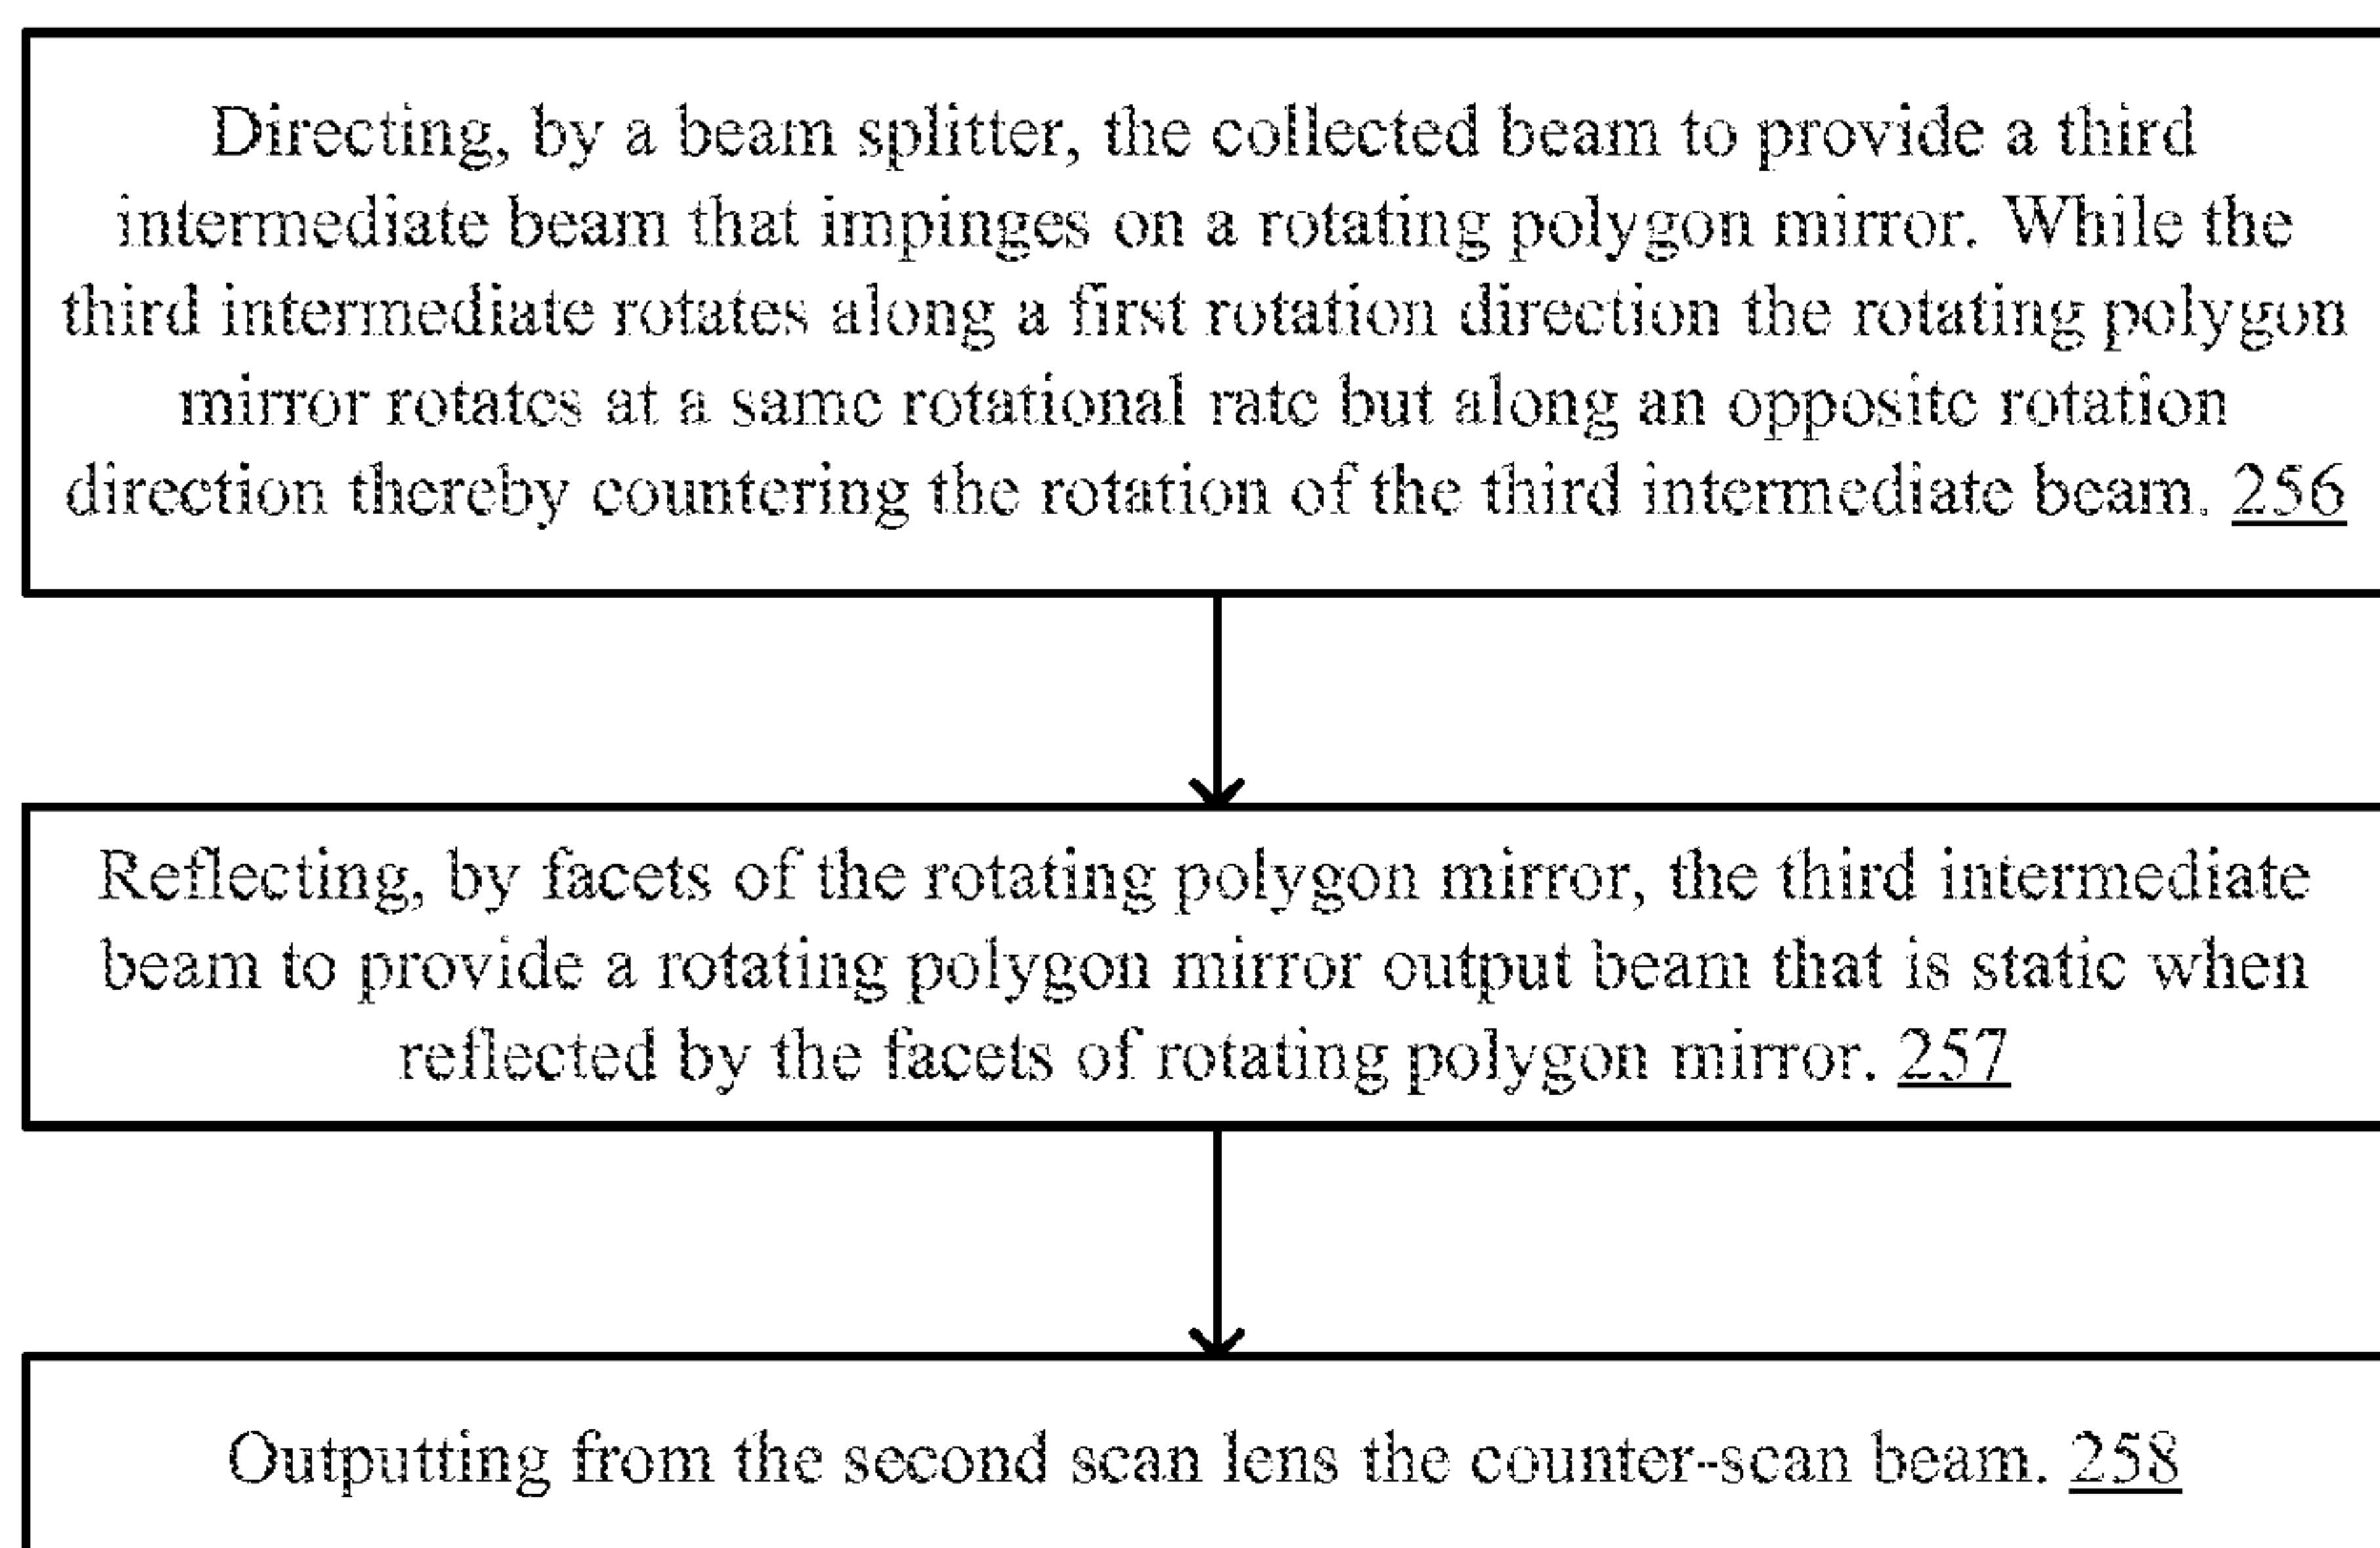 Directing, by a beam splitter, the collected beam to provide a third
intermediate beam that impinges on a rotating polygon mirror. While the
third intermediate rotates along a first rotation direction the rotating polygon
mirror rotates at a same rotational rate but along an opposite rotation
direction thereby countering the rotation of the third intermediate beam. 256
Reflecting, by facets of the rotating polygon mirror, the third intermediate
beam to provide a rotating polygon mirror output beam that is static when
reflected by the facets of rotating polygon mirror. 257
Outputting from the second scan lens the counter-scan beam. 258